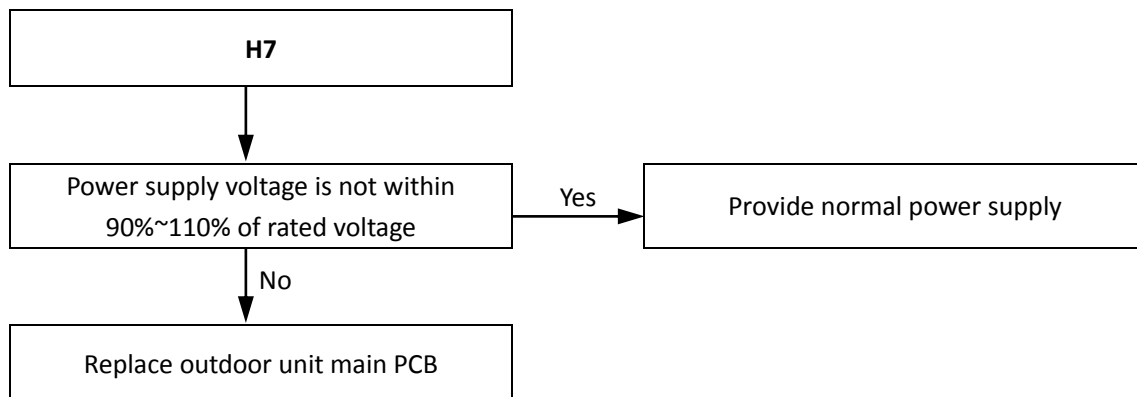 H7
Power supply voltage is not within
90%~110% of rated voltage
Yes
Provide normal power supply
No
Replace outdoor unit main PCB